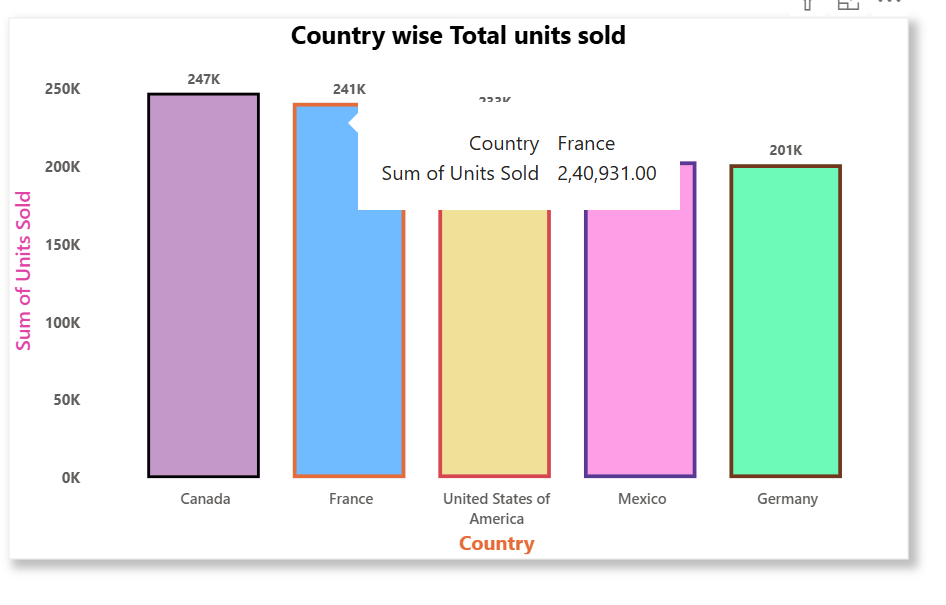 Country wise Total units sold
247K
241K
233K
201K
250K
200K
150K
100K
50K
0K
Sum of Units Sold
Country France
Sum of Units Sold 2,40,931.00
Canada
France
United States of
America
Mexico
Germany
Country